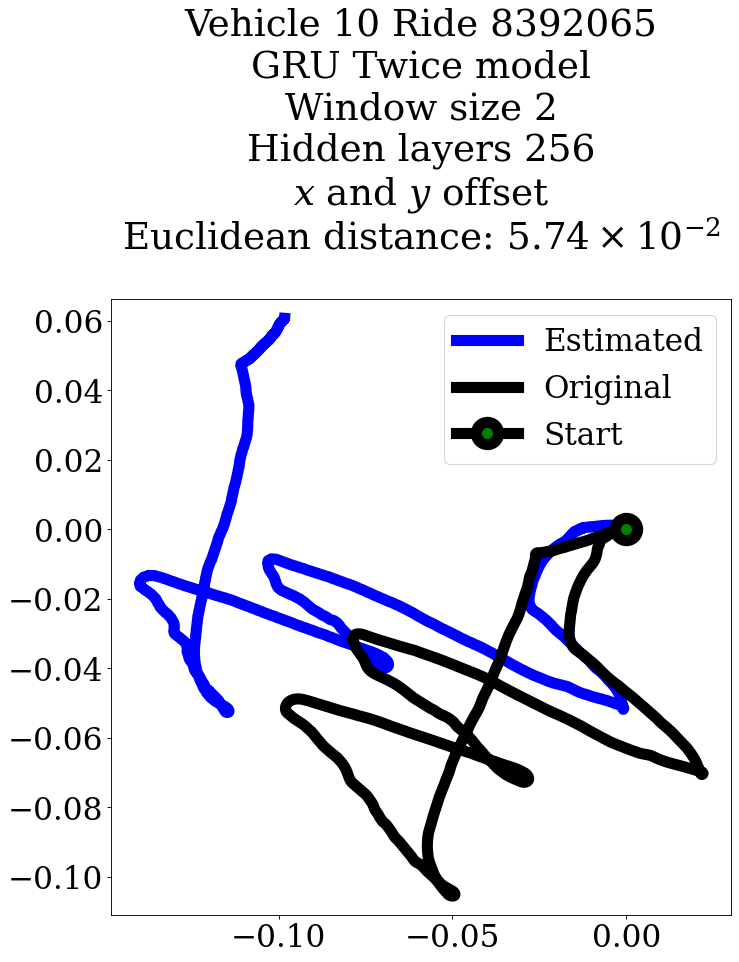 Vehicle 10 Ride 8392065
GRU Twice model
Window size 2
Hidden layers 256
x and y offset
Euclidean distance: 5.74 × 10⁻²
Estimated
Original
Start
0.06
0.04
0.02
0.00
−0.02
−0.04
−0.06
−0.08
−0.10
−0.10 −0.05 0.00